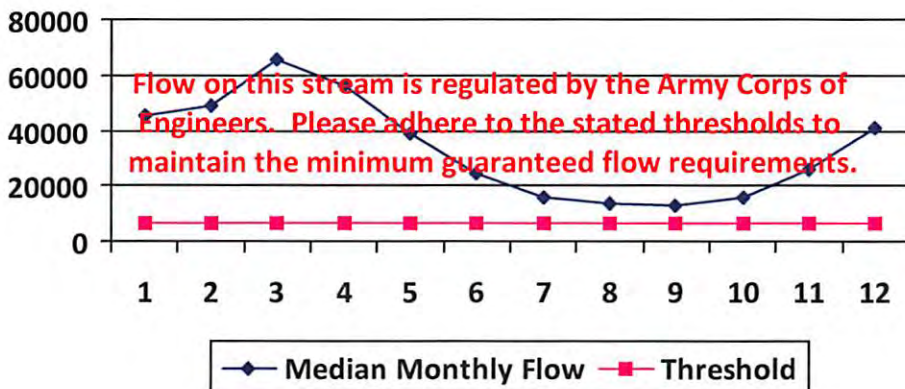 80000
60000
40000
20000
0
Flow on this stream is regulated by the Army Corps of
Engineers. Please adhere to the stated thresholds to
maintain the minimum guaranteed flow requirements.
1 2 3 4 5 6 7 8 9 10 11 12
Median Monthly Flow Threshold